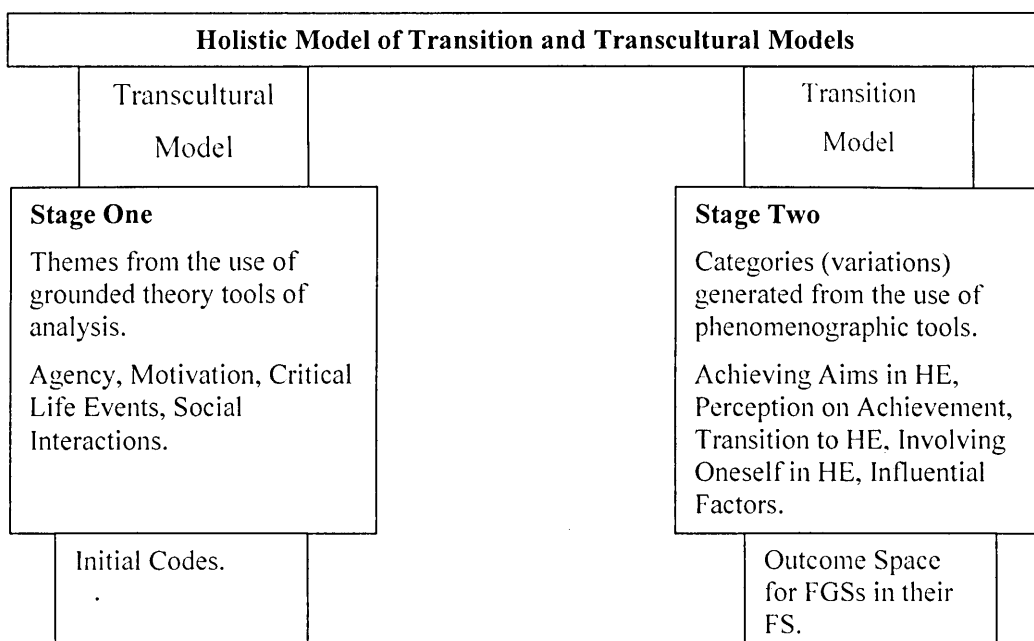 Holistic Model of Transition and Transcultural Models
Transcultural
Model
Stage One
Themes from the use of
grounded theory tools of
analysis.
Agency, Motivation, Critical
Life Events, Social
Interactions.
Initial Codes.
.
Transition
Model
Stage Two
Categories (variations)
generated from the use of
phenomenographic tools.
Achieving Aims in HE,
Perception on Achievement,
Transition to HE, Involving
Oneself in HE, Influential
Factors.
Outcome Space
for FGSs in their
FS.